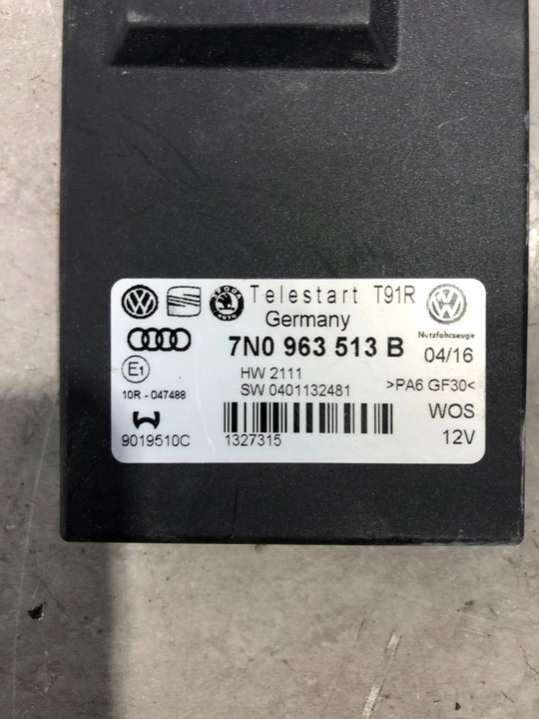 Telestart T91R
Germany
7N0 963 513 B
Nutzfahrzeuge
04/16
E1
HW 2111
SW 0401132481
>PA6 GF30<
10R - 047488
WOS
9019510C
1327315
12V